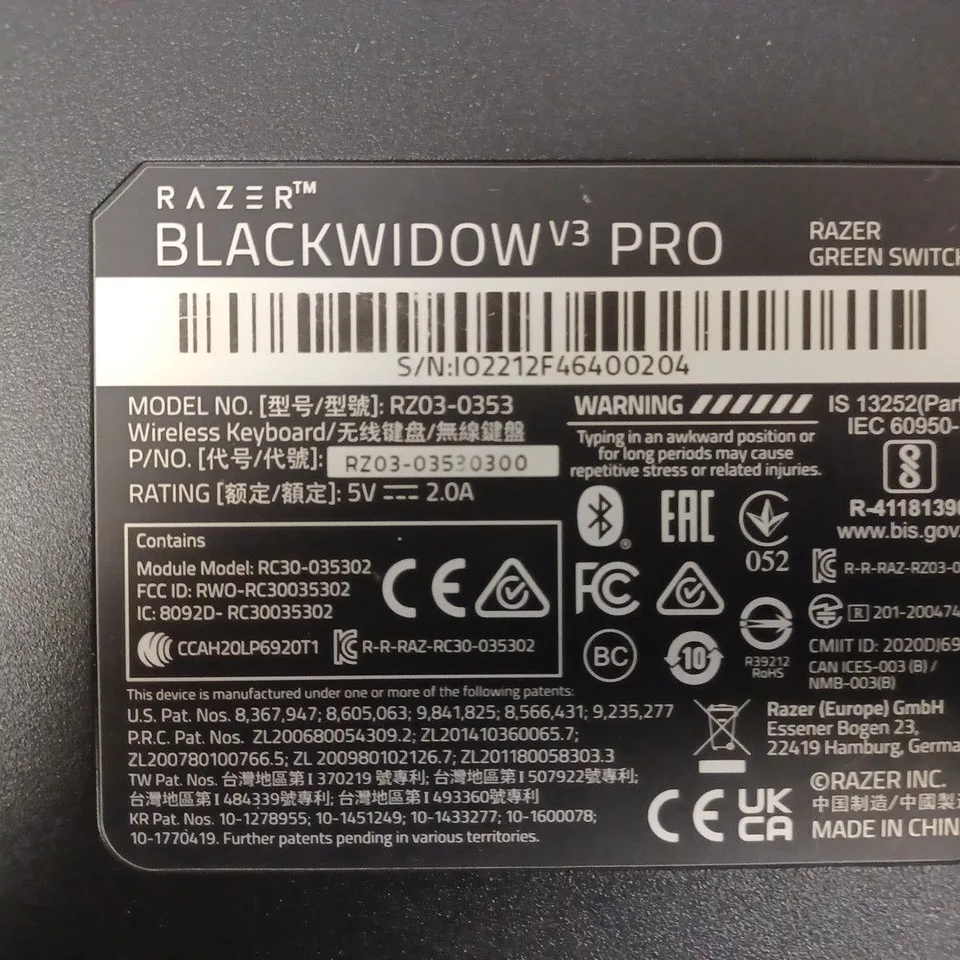 RAZER™
BLACKWIDOW V3 PRO
RAZER
GREEN SWITCH
S/N:IO2212F46400204
MODEL NO. [型号/型號]: RZ03-0353
Wireless Keyboard/无线键盘/無線鍵盤
P/NO. [代号/代號]:
RATING [额定/額定]: 5V ⎓ 2.0A
WARNING
Typing in an awkward position or
for long periods may cause
repetitive stress or related injuries.
IS 13252(Part
IEC 60950-
R-4118139
www.bis.gov.
EAC
052
Contains
Module Model: RC30-035302
FCC ID: RWO-RC30035302
IC: 8092D- RC30035302
CCAH20LP6920T1
R-R-RAZ-RC30-035302
CE
FC
BC
10
R39212
RoHS
R-R-RAZ-RZ03-0
R 201-200474
CMIIT ID: 2020DJ69
CAN ICES-003 (B) /
NMB-003(B)
This device is manufactured under one or more of the following patents:
U.S. Pat. Nos. 8,367,947; 8,605,063; 9,841,825; 8,566,431; 9,235,277
P.R.C. Pat. Nos. ZL200680054309.2; ZL201410360065.7;
ZL200780100766.5; ZL 200980102126.7; ZL201180058303.3
TW Pat. Nos. 台灣地區第I 370219 號專利; 台灣地區第I 507922號專利;
台灣地區第I 484339號專利; 台灣地區第I 493360號專利
KR Pat. Nos. 10-1278955, 10-1451249; 10-1433277; 10-1600078;
10-1770419. Further patents pending in various territories.
Razer (Europe) GmbH
Essener Bogen 23,
22419 Hamburg, Germa
CE UK
CA
©RAZER INC.
中国制造/中國製造
MADE IN CHIN